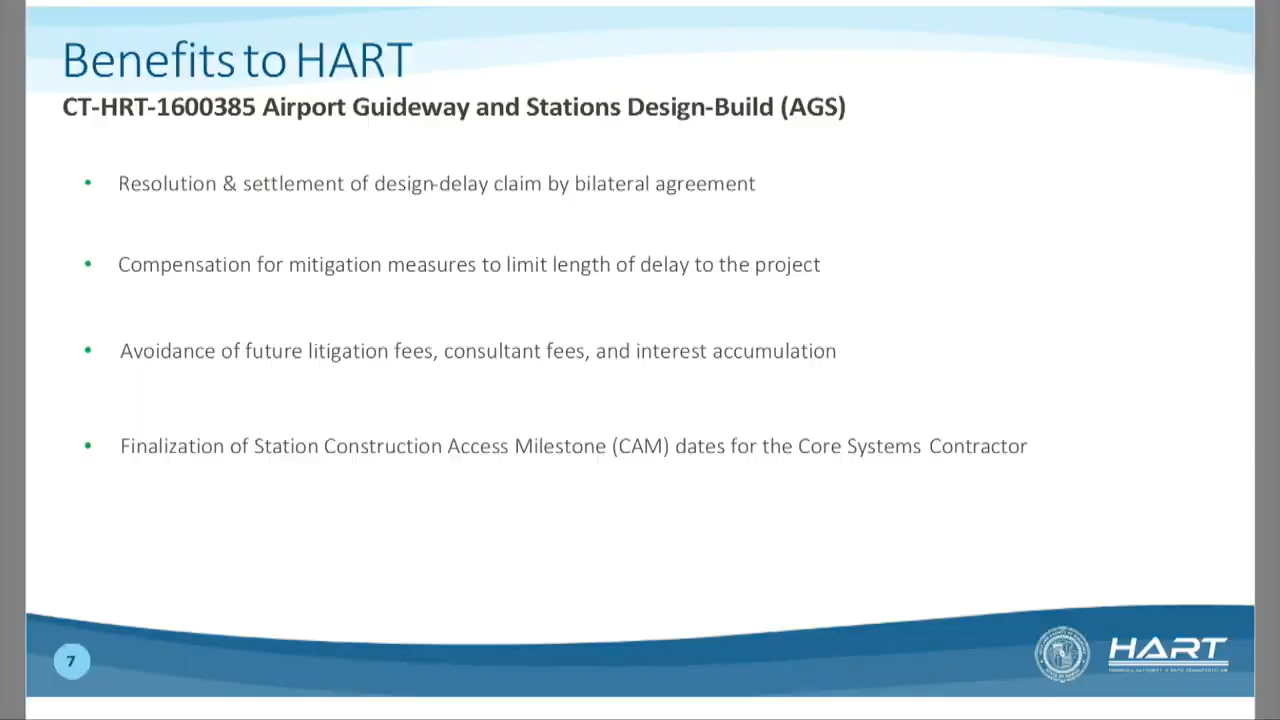 Benefits to HART
CT-HRT-1600385 Airport Guideway and Stations Design-Build (AGS)
• Resolution & settlement of design-delay claim by bilateral agreement
• Compensation for mitigation measures to limit length of delay to the project
• Avoidance of future litigation fees, consultant fees, and interest accumulation
• Finalization of Station Construction Access Milestone (CAM) dates for the Core Systems Contractor
7
HART